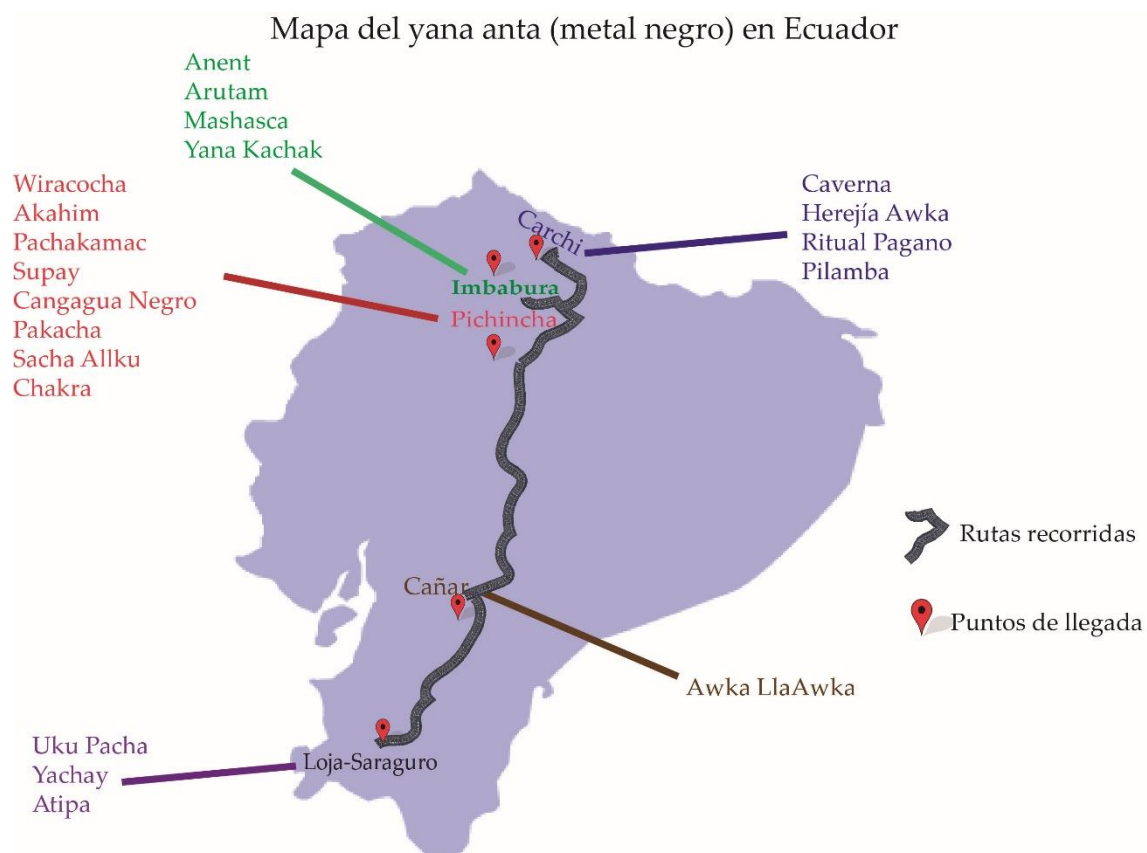 Mapa del yana anta (metal negro) en Ecuador
Anent
Arutam
Mashasca
Yana Kachak
Wiracocha
Akahim
Pachakamac
Supay
Cangagua Negro
Pakacha
Sacha Allku
Chakra
Caverna
Herejía Awka
Ritual Pagano
Pilamba
Carchi
Imbabura
Pichincha
Rutas recorridas
Puntos de llegada
Cañar
Awka LlaAwka
Uku Pacha
Yachay
Atipa
Loja-Saraguro